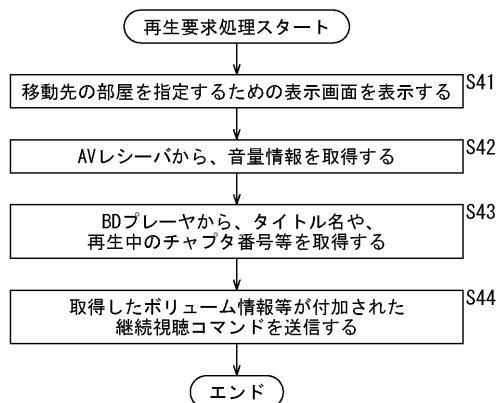 再生要求処理スタート
S41
移動先の部屋を指定するための表示画面を表示する
S42
AVレシーバから、音量情報を取得する
S43
BDプレーヤから、タイトル名や、
再生中のチャプタ番号等を取得する
S44
取得したボリューム情報等が付加された
継続視聴コマンドを送信する
エンド